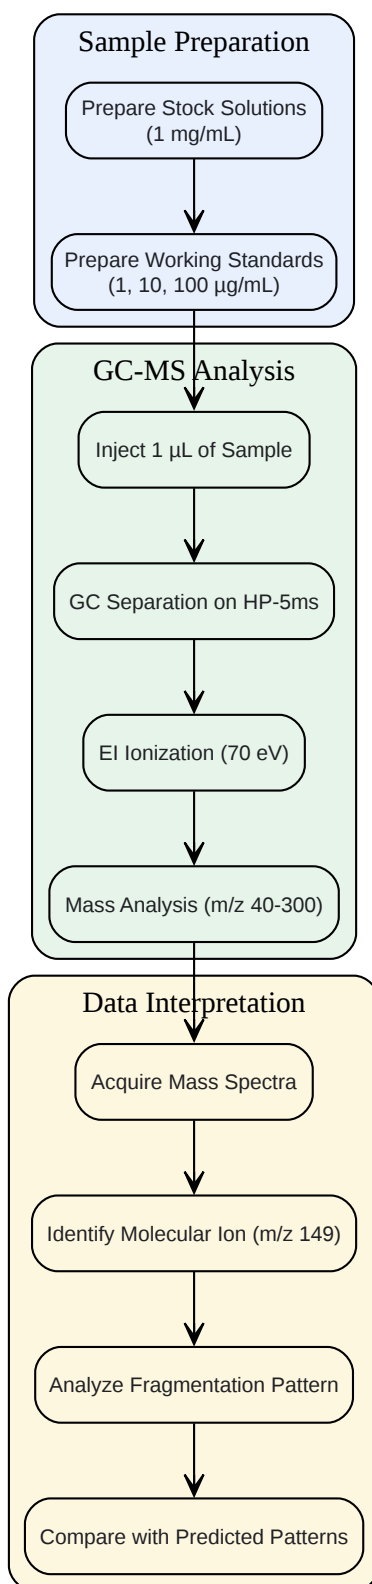 Sample Preparation
Prepare Stock Solutions
(1 mg/mL)
Prepare Working Standards
(1, 10, 100 µg/mL)
GC-MS Analysis
Inject 1 µL of Sample
GC Separation on HP-5ms
EI Ionization (70 eV)
Mass Analysis (m/z 40-300)
Data Interpretation
Acquire Mass Spectra
Identify Molecular Ion (m/z 149)
Analyze Fragmentation Pattern
Compare with Predicted Patterns